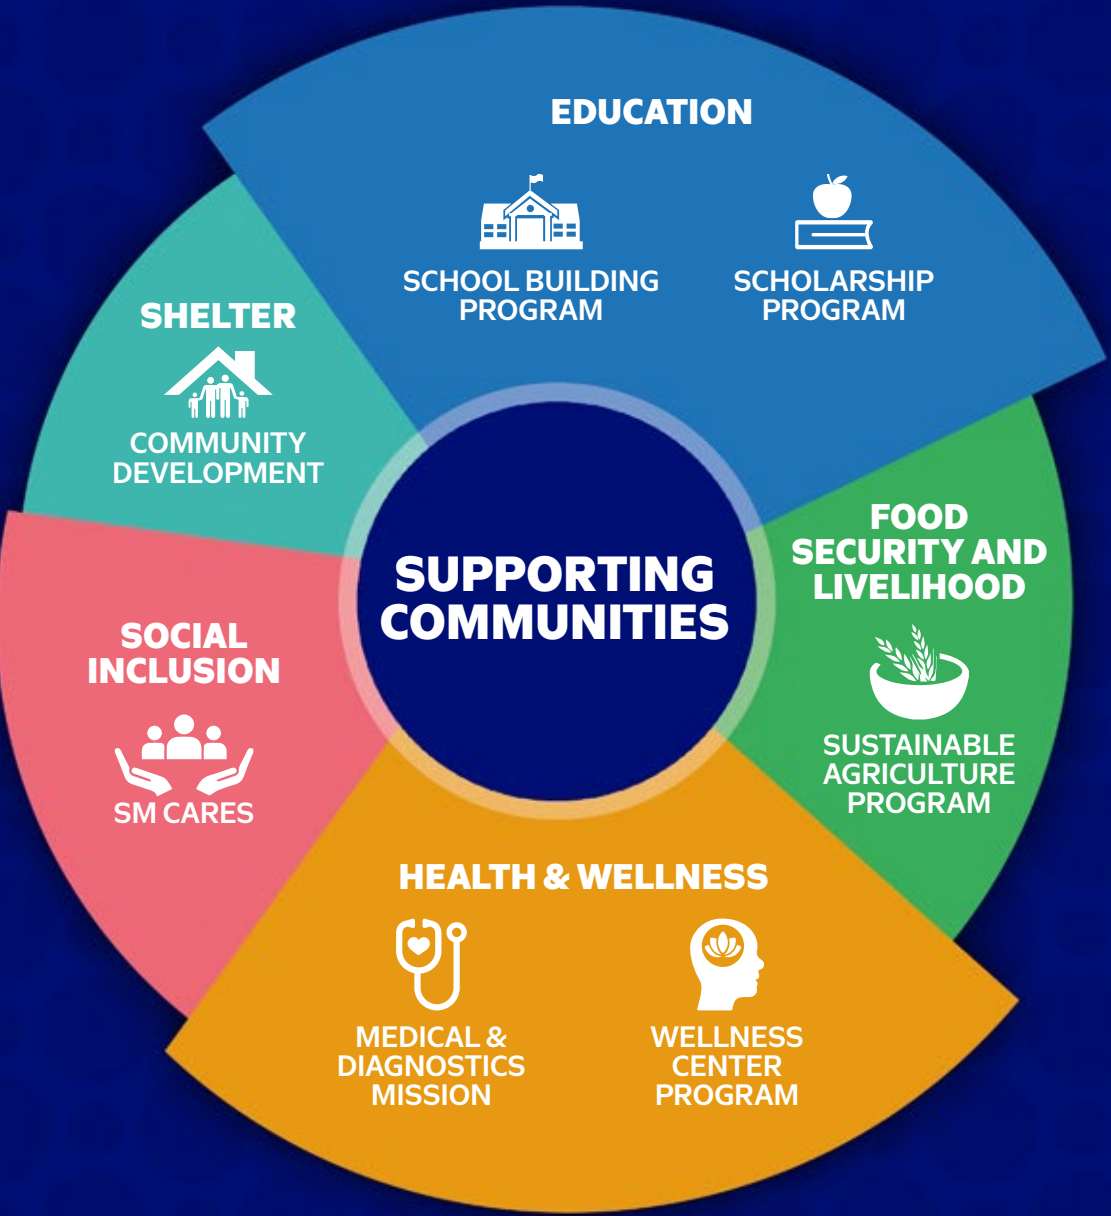 EDUCATION
SCHOOL BUILDING
PROGRAM
SCHOLARSHIP
PROGRAM
SHELTER
COMMUNITY
DEVELOPMENT
FOOD
SECURITY AND
LIVELIHOOD
SUSTAINABLE
AGRICULTURE
PROGRAM
SUPPORTING
COMMUNITIES
SOCIAL
INCLUSION
SM CARES
HEALTH & WELLNESS
MEDICAL &
DIAGNOSTICS
MISSION
WELLNESS
CENTER
PROGRAM